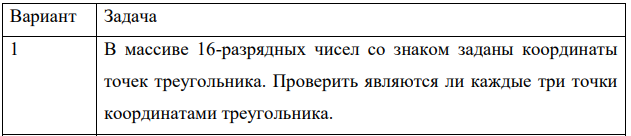 Вариант Задача
1 В массиве 16-разрядных чисел со знаком заданы координаты
точек треугольника. Проверить являются ли каждые три точки
координатами треугольника.